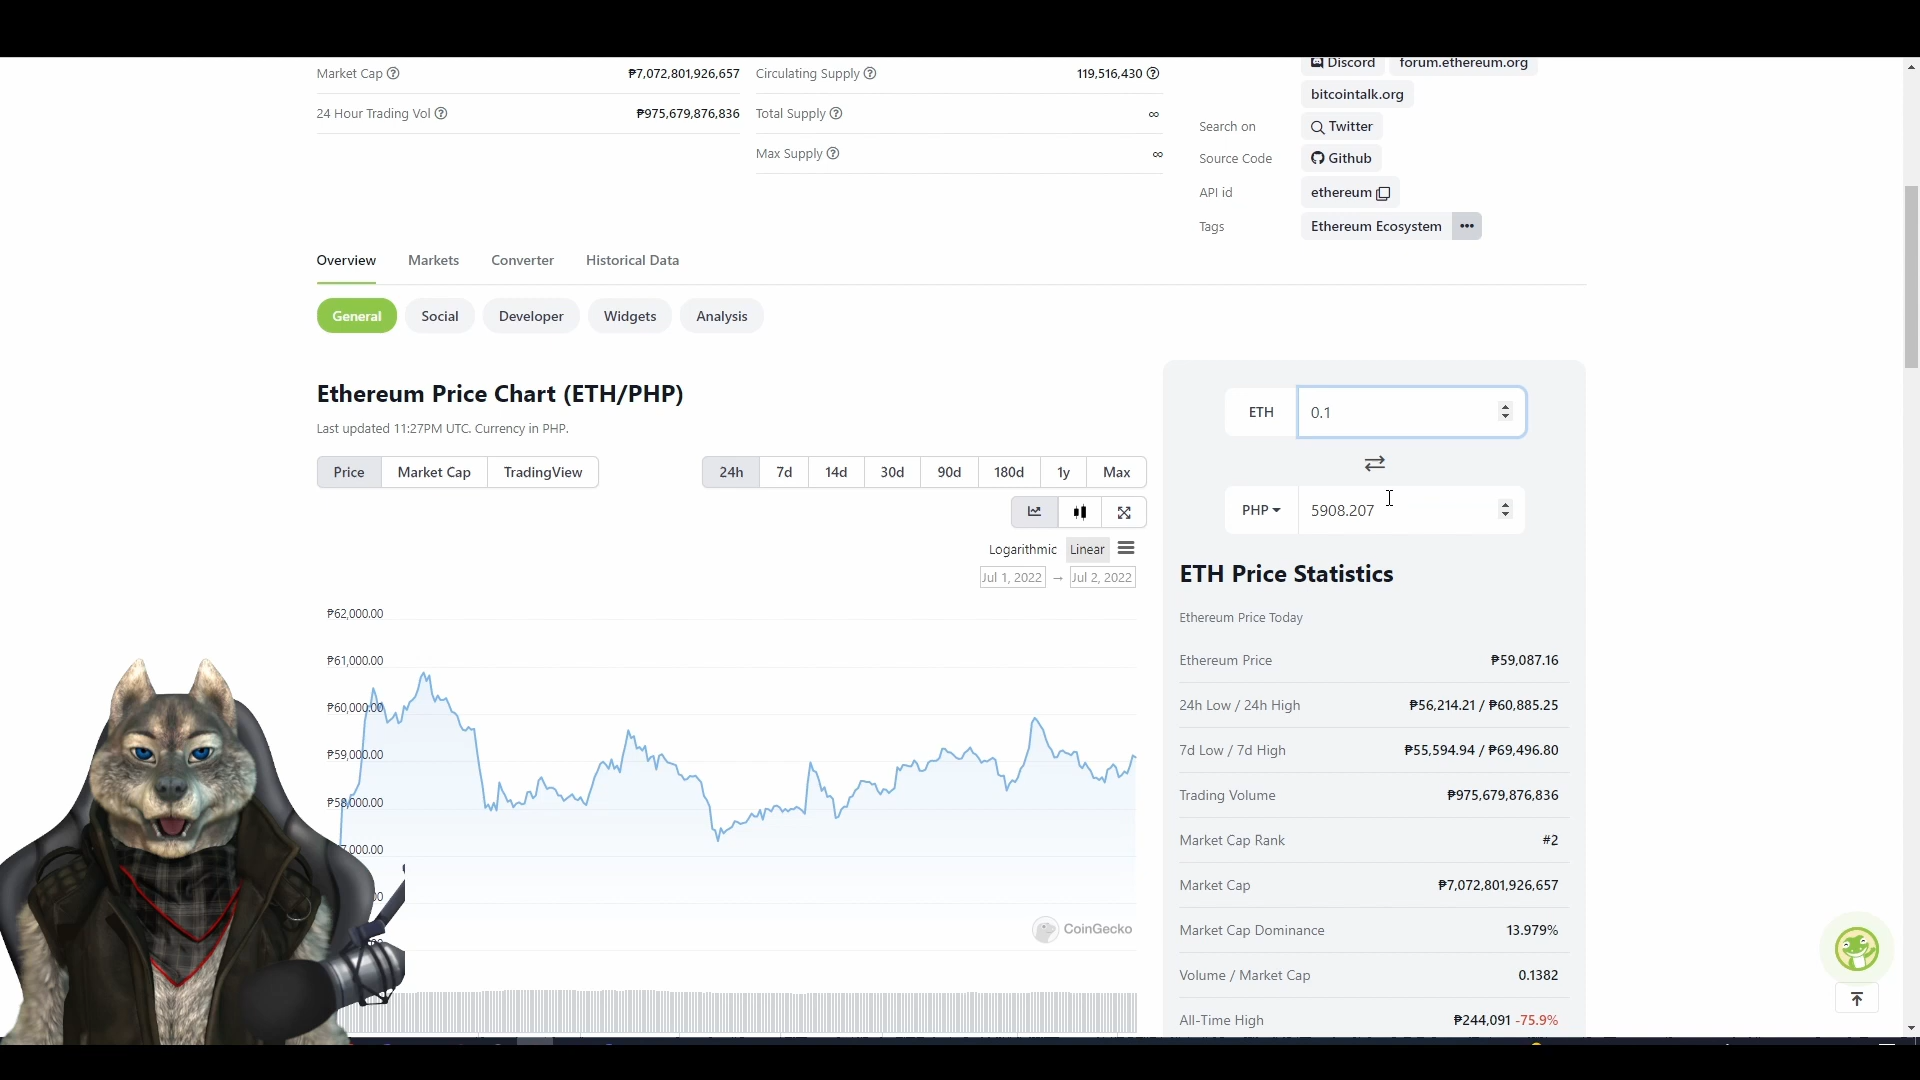 Market Cap ₱7,072,801,926,657 Circulating Supply 119,516,430
24 Hour Trading Vol ₱975,679,876,836 Total Supply ∞
Max Supply ∞
Discord forum.ethereum.org
bitcointalk.org
Search on Twitter
Source Code Github
API id ethereum
Tags Ethereum Ecosystem •••
Overview Markets Converter Historical Data
General Social Developer Widgets Analysis
Ethereum Price Chart (ETH/PHP)
Last updated 11:27PM UTC. Currency in PHP.
Price Market Cap TradingView 24h 7d 14d 30d 90d 180d 1y Max
Logarithmic Linear
Jul 1, 2022 → Jul 2, 2022
₱62,000.00
₱61,000.00
₱60,000.00
₱59,000.00
₱58,000.00
7,000.00
CoinGecko
ETH 0.1
PHP 5908.207
ETH Price Statistics
Ethereum Price Today
Ethereum Price ₱59,087.16
24h Low / 24h High ₱56,214.21 / ₱60,885.25
7d Low / 7d High ₱55,594.94 / ₱69,496.80
Trading Volume ₱975,679,876,836
Market Cap Rank #2
Market Cap ₱7,072,801,926,657
Market Cap Dominance 13.979%
Volume / Market Cap 0.1382
All-Time High ₱244,091 -75.9%